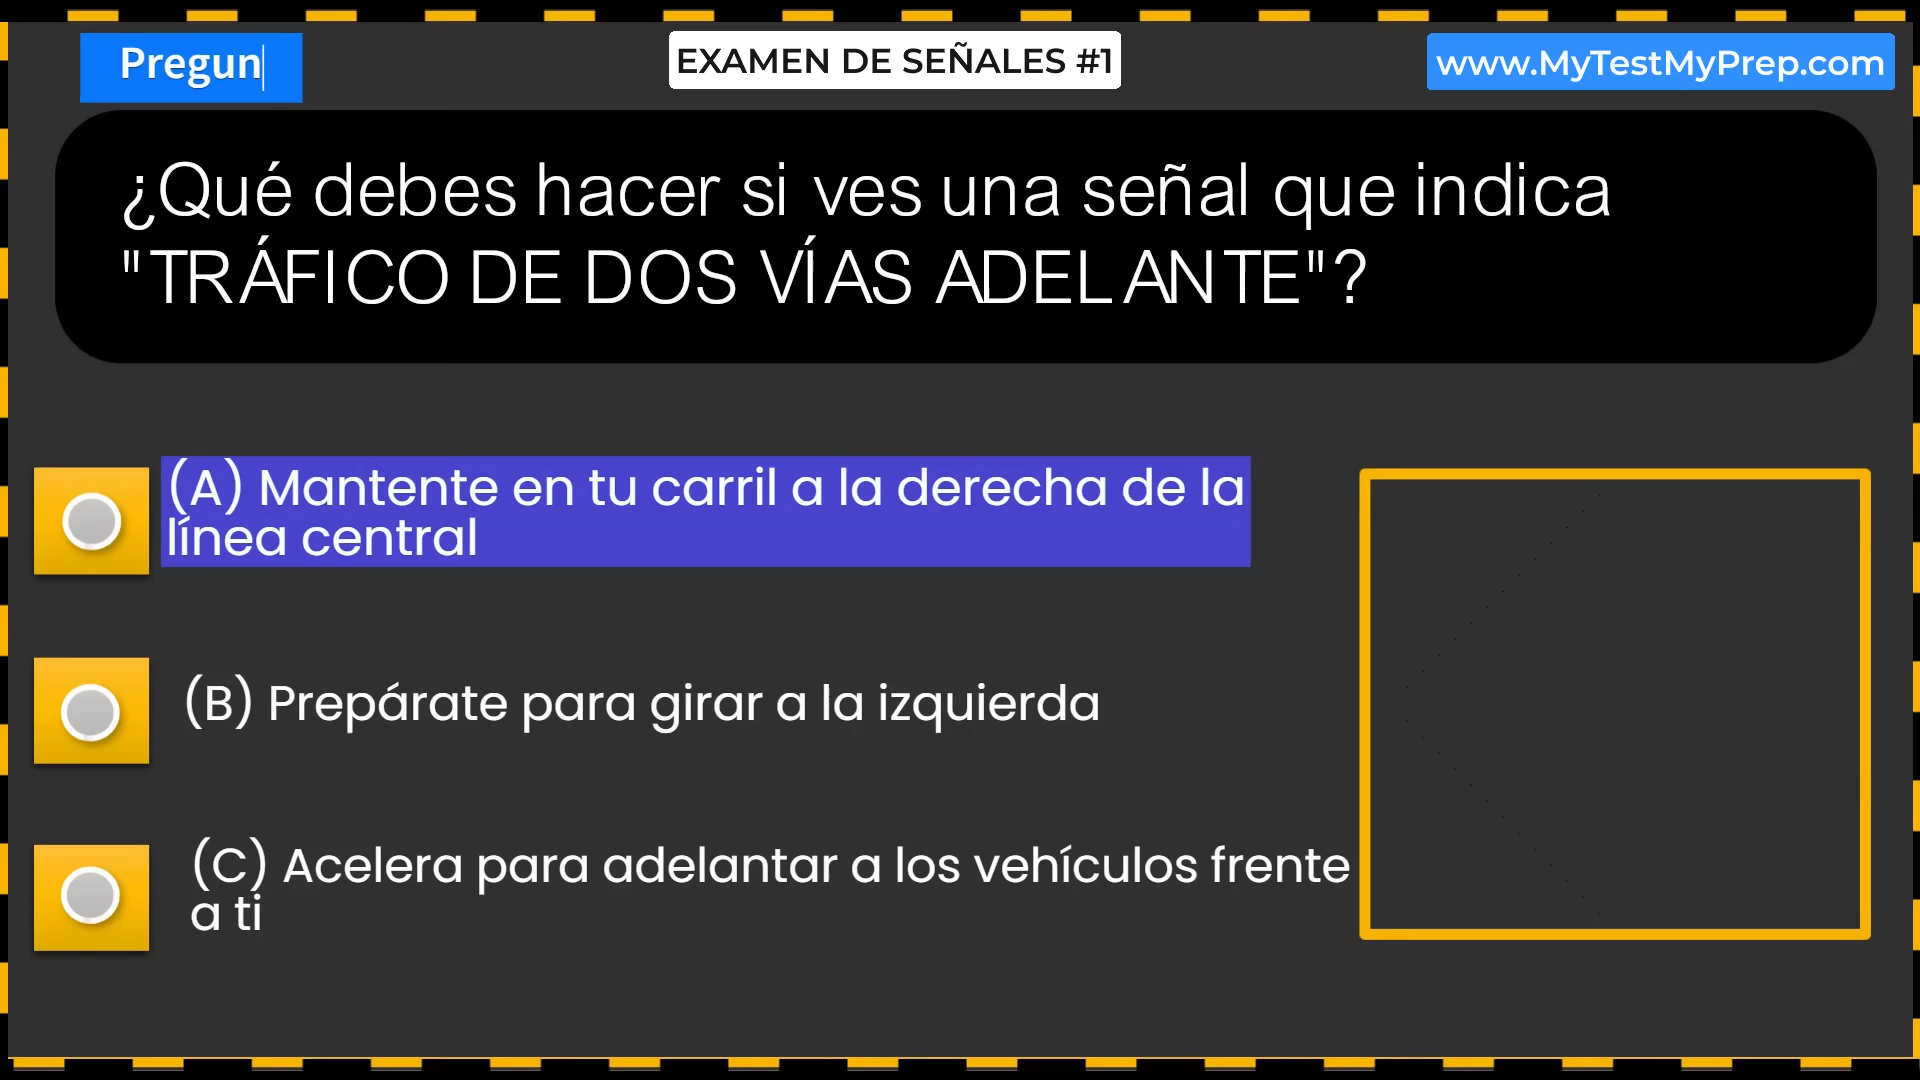 Pregun
EXAMEN DE SEÑALES #1
www.MyTestMyPrep.com
¿Qué debes hacer si ves una señal que indica
"TRÁFICO DE DOS VÍAS ADELANTE"?
(A) Mantente en tu carril a la derecha de la
línea central
(B) Prepárate para girar a la izquierda
(C) Acelera para adelantar a los vehículos frente
a ti